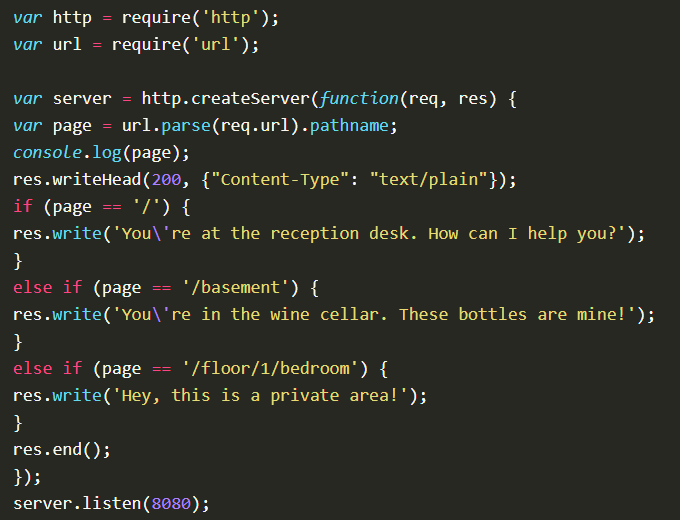 var http = require('http');
var url = require('url');
var server = http.createServer(function(req, res) {
var page = url.parse(req.url).pathname;
console.log(page);
res.writeHead(200, {"Content-Type": "text/plain"});
if (page == '/') {
res.write('You\'re at the reception desk. How can I help you?');
}
else if (page == '/basement') {
res.write('You\'re in the wine cellar. These bottles are mine!');
}
else if (page == '/floor/1/bedroom') {
res.write('Hey, this is a private area!');
}
res.end();
});
server.listen(8080);